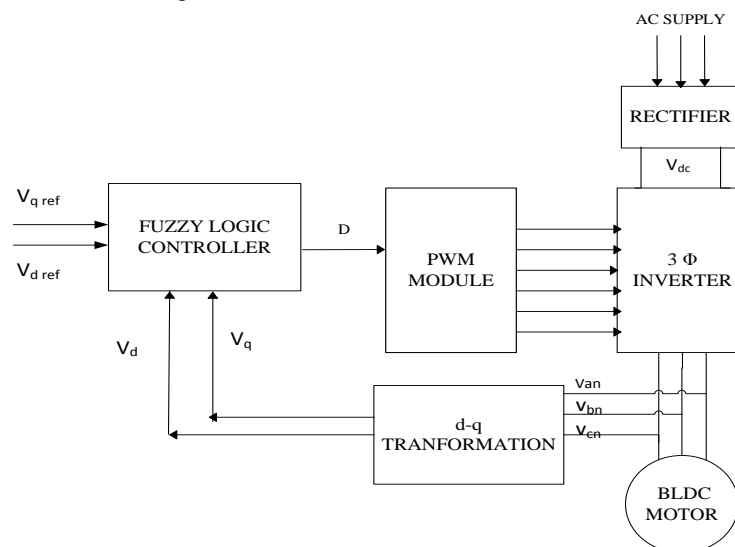 AC SUPPLY
RECTIFIER
Vdc
Vq ref
Vd ref
FUZZY LOGIC
CONTROLLER
D
PWM
MODULE
3 Φ
INVERTER
Vd
Vq
d-q
TRANFORMATION
Van
Vbn
Vcn
BLDC
MOTOR